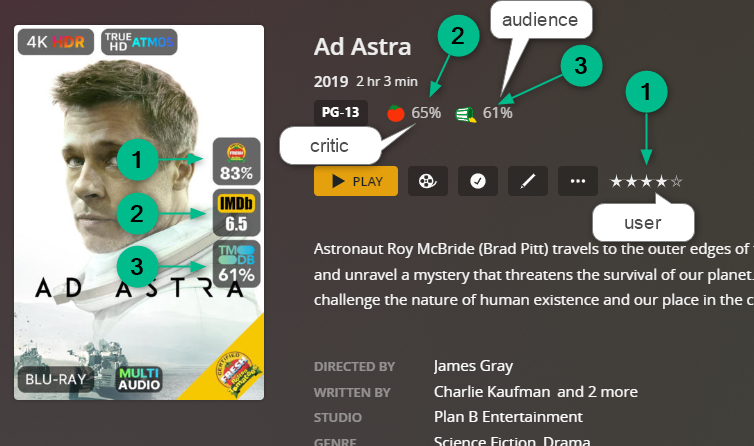 4K HDR
TRUE HD ATMOS
1
FRESH
83%
2
IMDb
6.5
3
TMDB
61%
AD ASTRA
BLU-RAY
MULTI AUDIO
CERTIFIED FRESH
Ad Astra
2019 2 hr 3 min
2
audience
3
1
PG-13
65%
61%
critic
PLAY
user
Astronaut Roy McBride (Brad Pitt) travels to the outer edges of
and unravel a mystery that threatens the survival of our planet.
challenge the nature of human existence and our place in the
DIRECTED BY James Gray
WRITTEN BY Charlie Kaufman and 2 more
STUDIO Plan B Entertainment
GENRE Science Fiction, Drama